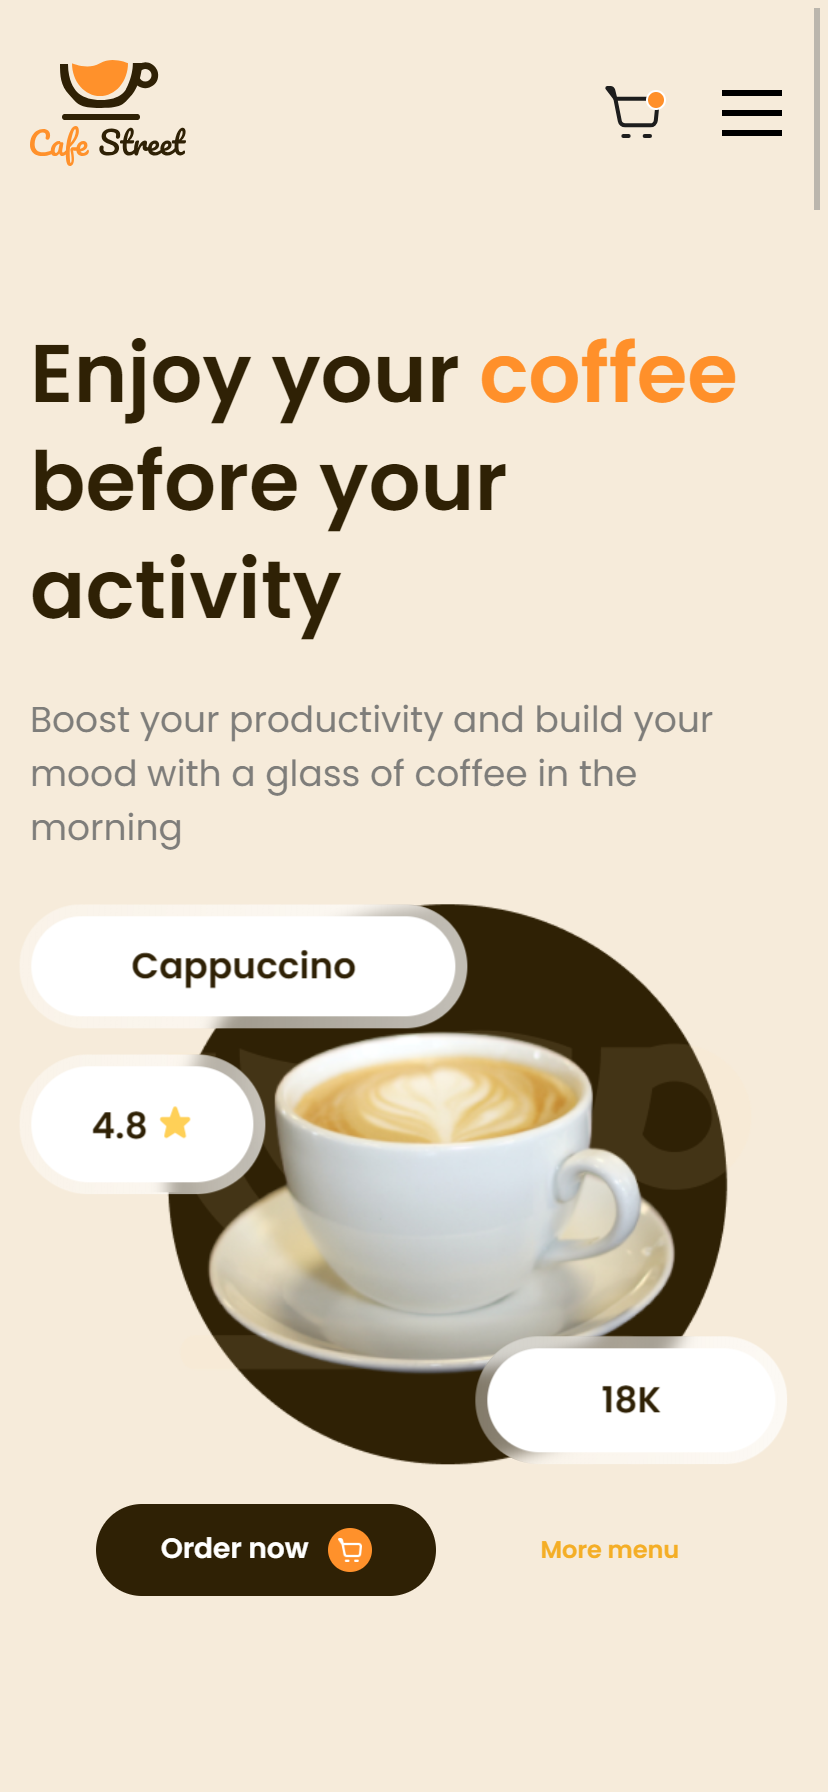 Cafe Street
Enjoy your coffee
before your
activity
Boost your productivity and build your
mood with a glass of coffee in the
morning
Cappuccino
4.8
18K
Order now
More menu